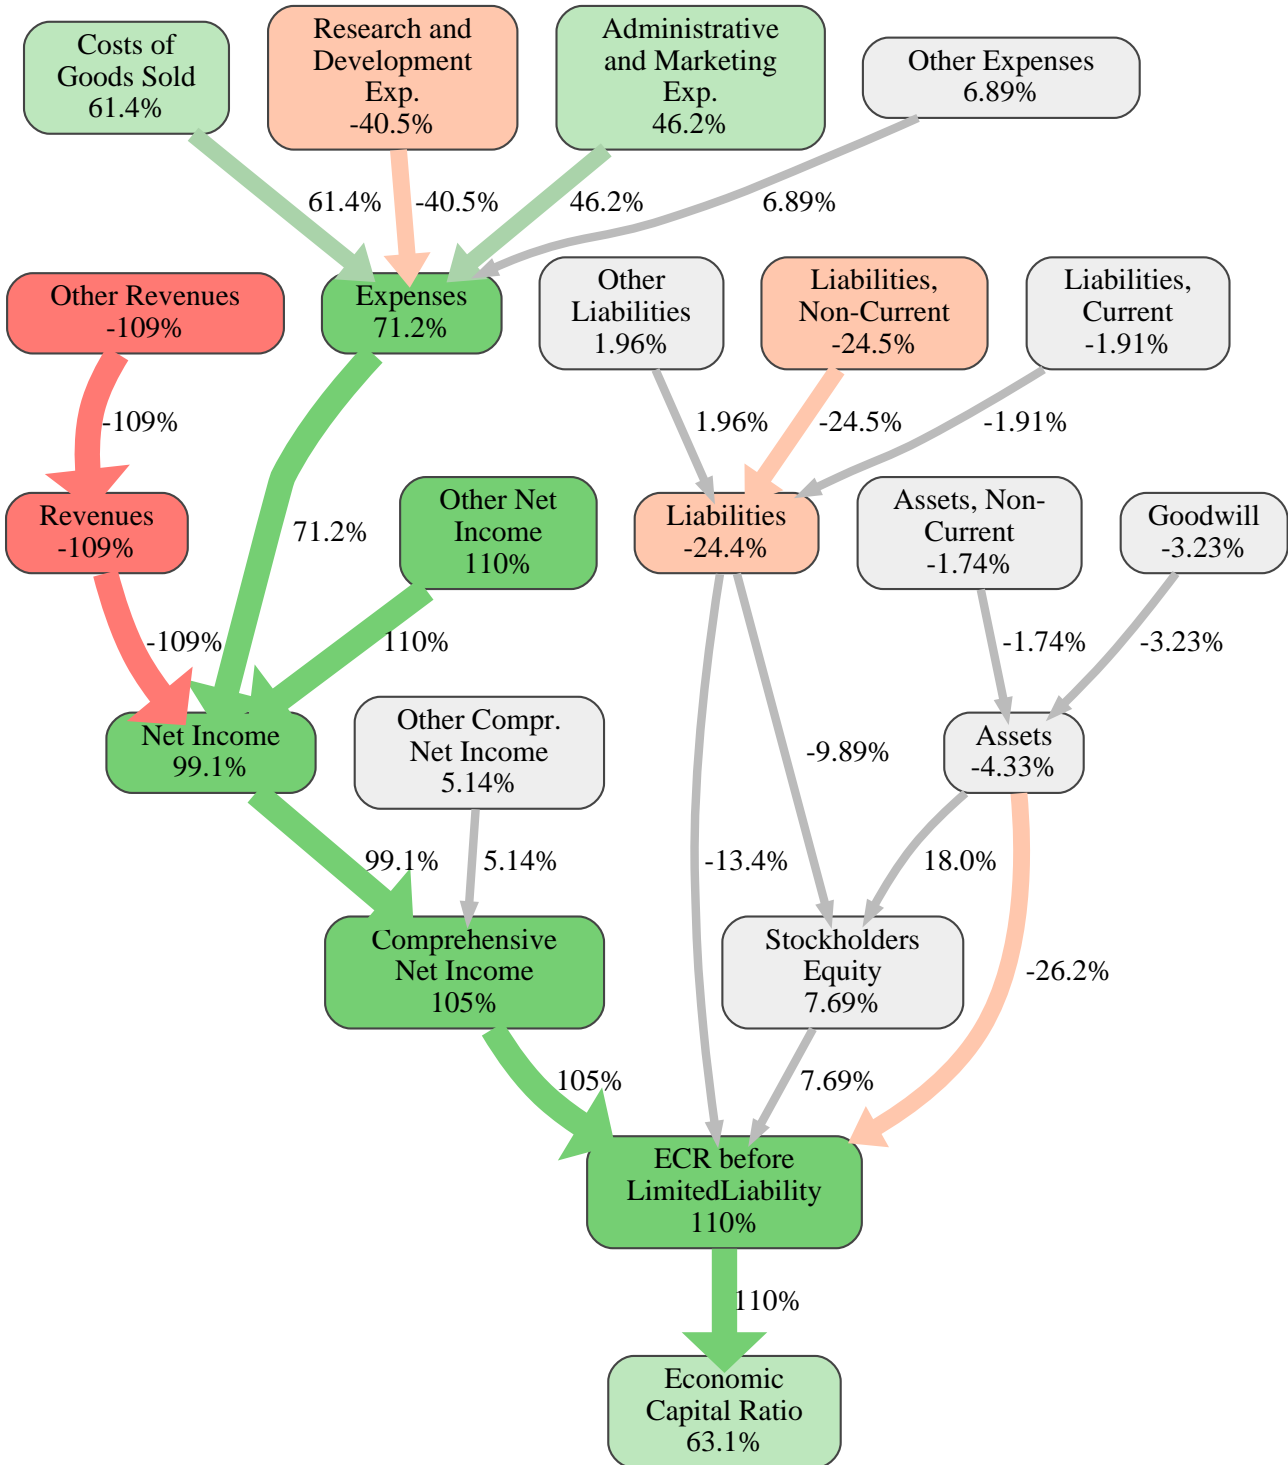 Costs of
Goods Sold
61.4%
Research and
Development
Exp.
-40.5%
Administrative
and Marketing
Exp.
46.2%
Other Expenses
6.89%
61.4%
-40.5%
46.2%
6.89%
Other Revenues
-109%
Expenses
71.2%
Other
Liabilities
1.96%
Liabilities,
Non-Current
-24.5%
Liabilities,
Current
-1.91%
-109%
1.96%
-24.5%
-1.91%
Revenues
-109%
71.2%
Other Net
Income
110%
Liabilities
-24.4%
Assets, Non-
Current
-1.74%
Goodwill
-3.23%
-109%
110%
-1.74%
-3.23%
Net Income
99.1%
Other Compr.
Net Income
5.14%
-9.89%
Assets
-4.33%
99.1%
5.14%
-13.4%
18.0%
Comprehensive
Net Income
105%
Stockholders
Equity
7.69%
-26.2%
105%
7.69%
ECR before
LimitedLiability
110%
110%
Economic
Capital Ratio
63.1%